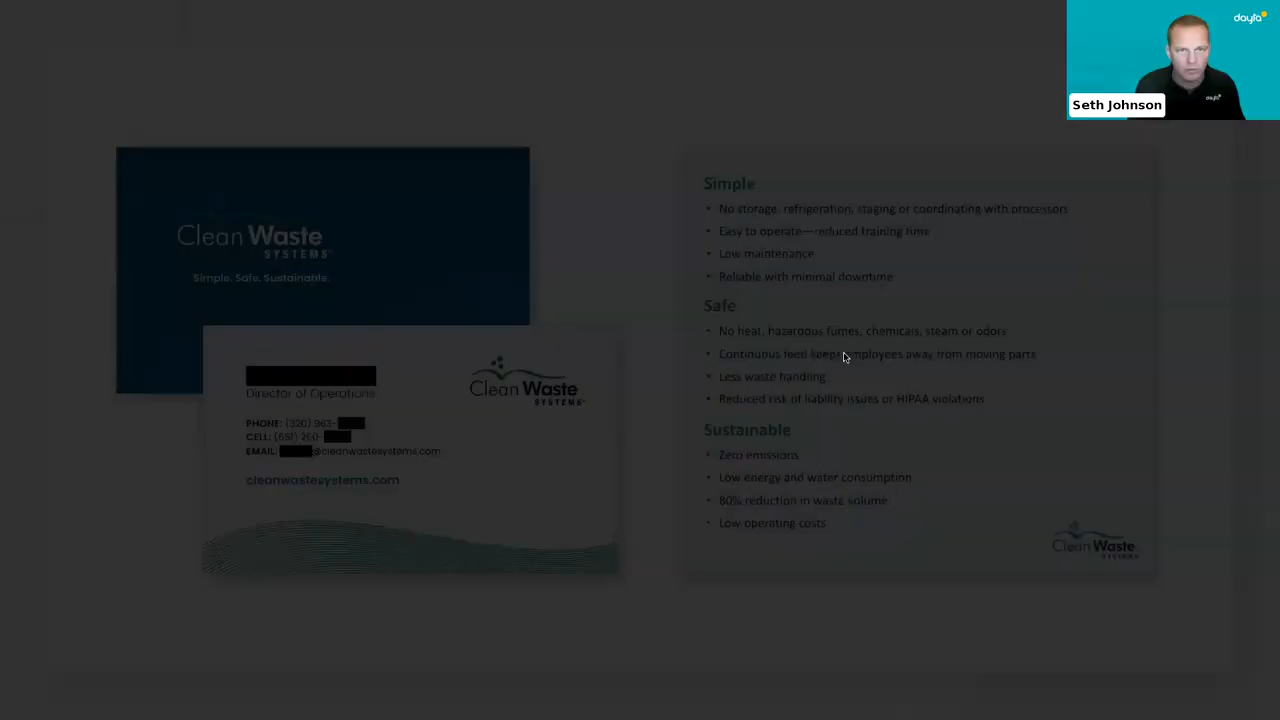 dayta
Seth Johnson
dayta
Clean Waste
SYSTEMS™
Simple. Safe. Sustainable.
Director of Operations
PHONE: (320) 963-
CELL: (651) 260-
EMAIL: @cleanwastesystems.com
cleanwastesystems.com
Clean Waste
SYSTEMS™
Simple
• No storage, refrigeration, staging or coordinating with processors
• Easy to operate—reduced training time
• Low maintenance
• Reliable with minimal downtime
Safe
• No heat, hazardous fumes, chemicals, steam or odors
• Continuous feed keeps employees away from moving parts
• Less waste handling
• Reduced risk of liability issues or HIPAA violations
Sustainable
• Zero emissions
• Low energy and water consumption
• 80% reduction in waste volume
• Low operating costs
Clean Waste
SYSTEMS